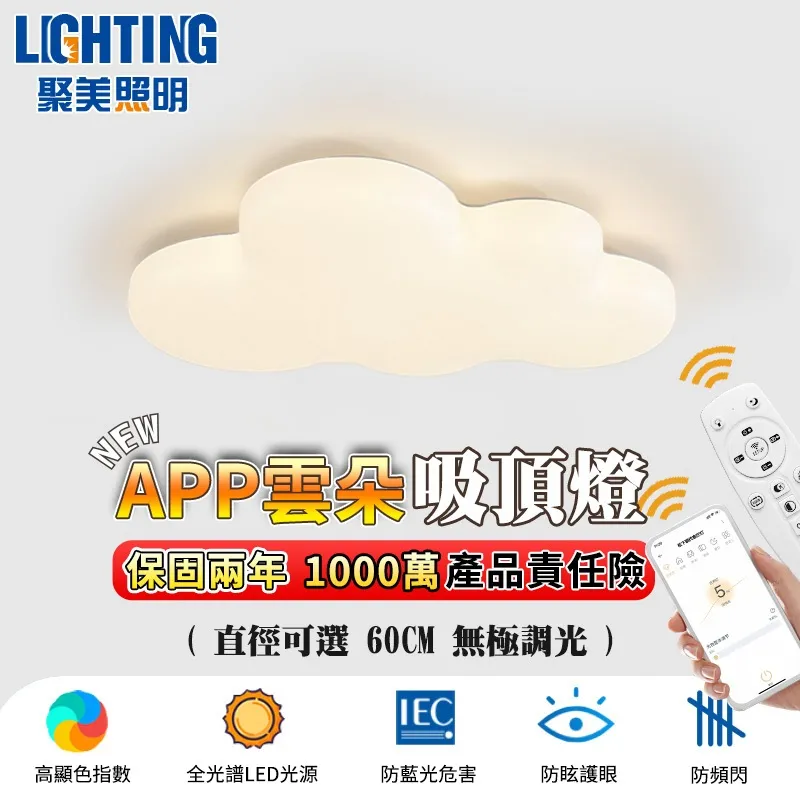 LIGHTING
聚美照明
NEW
APP雲朵吸頂燈
保固兩年 1000萬產品責任險
( 直徑可選 60CM 無極調光 )
IEC
高顯色指數
全光譜LED光源
防藍光危害
防眩護眼
防頻閃